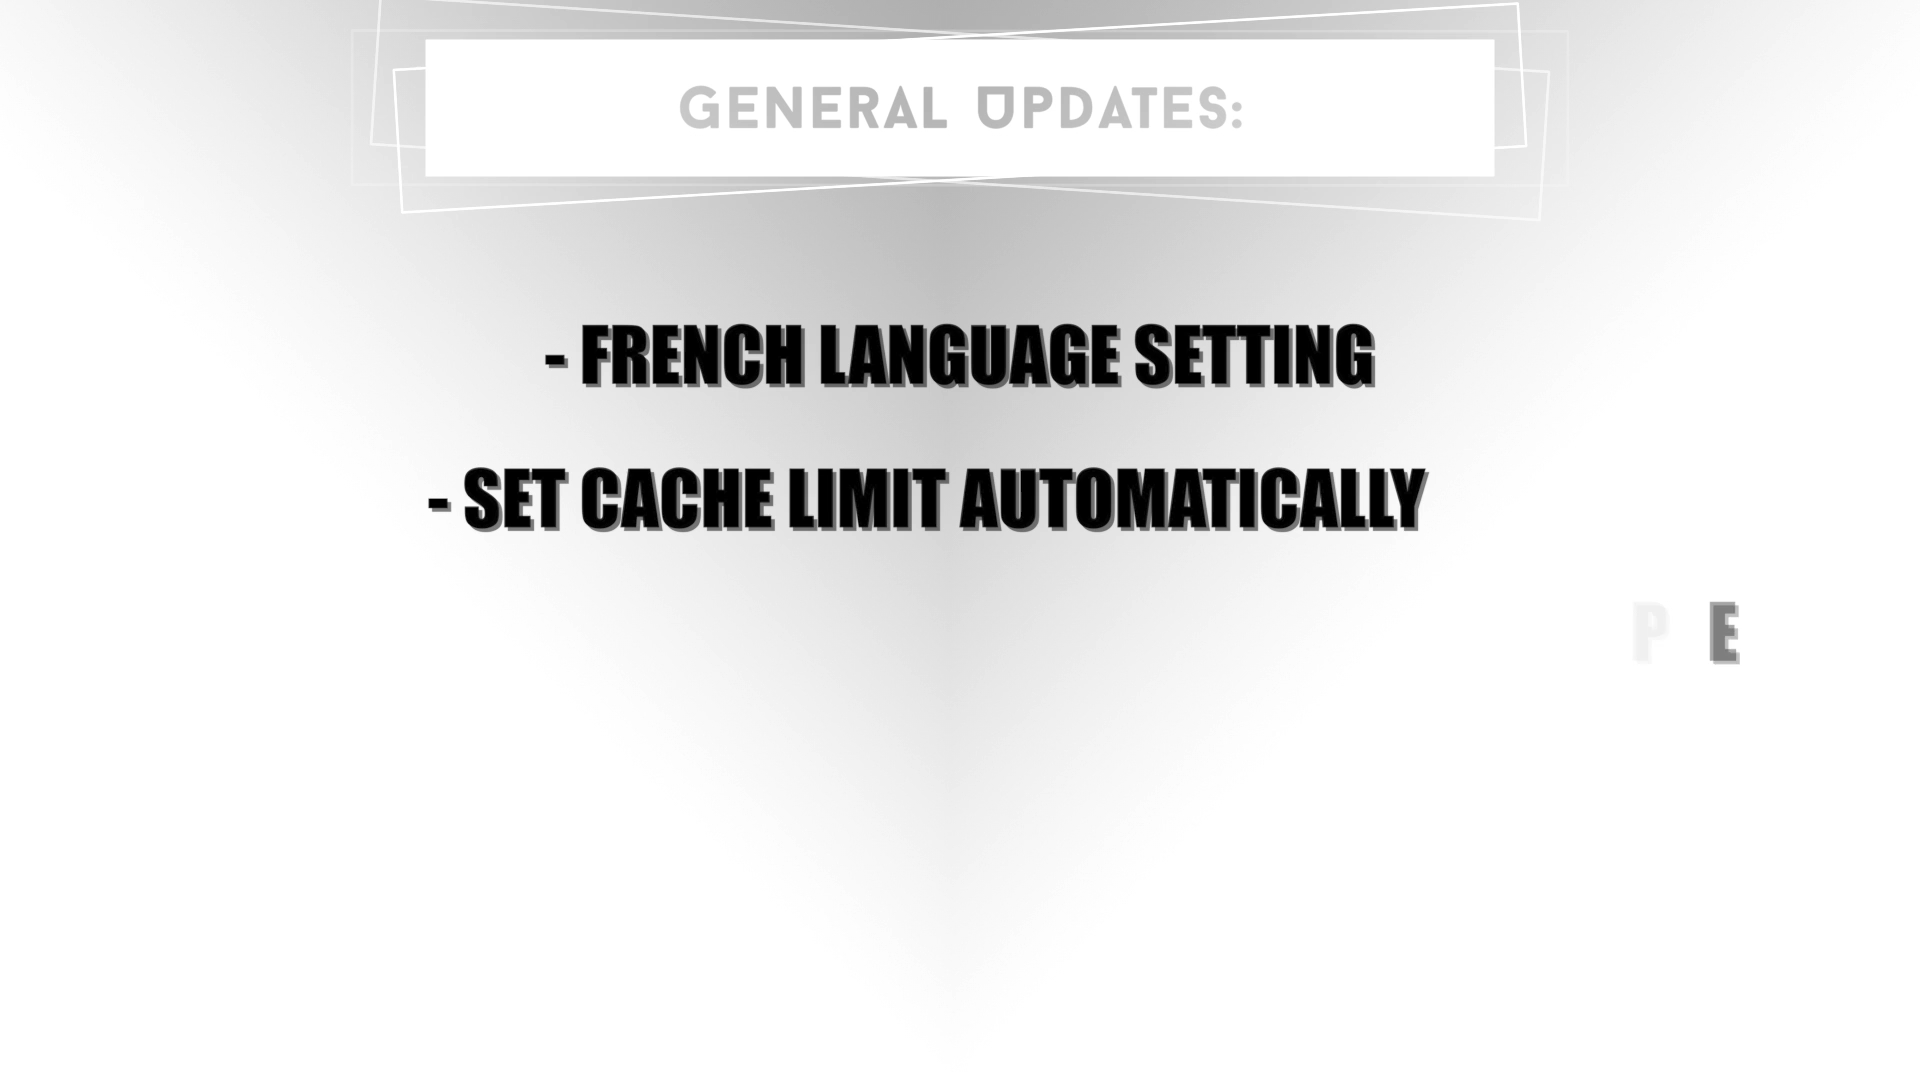 GENERAL UPDATES:
- FRENCH LANGUAGE SETTING
- SET CACHE LIMIT AUTOMATICALLY
P E